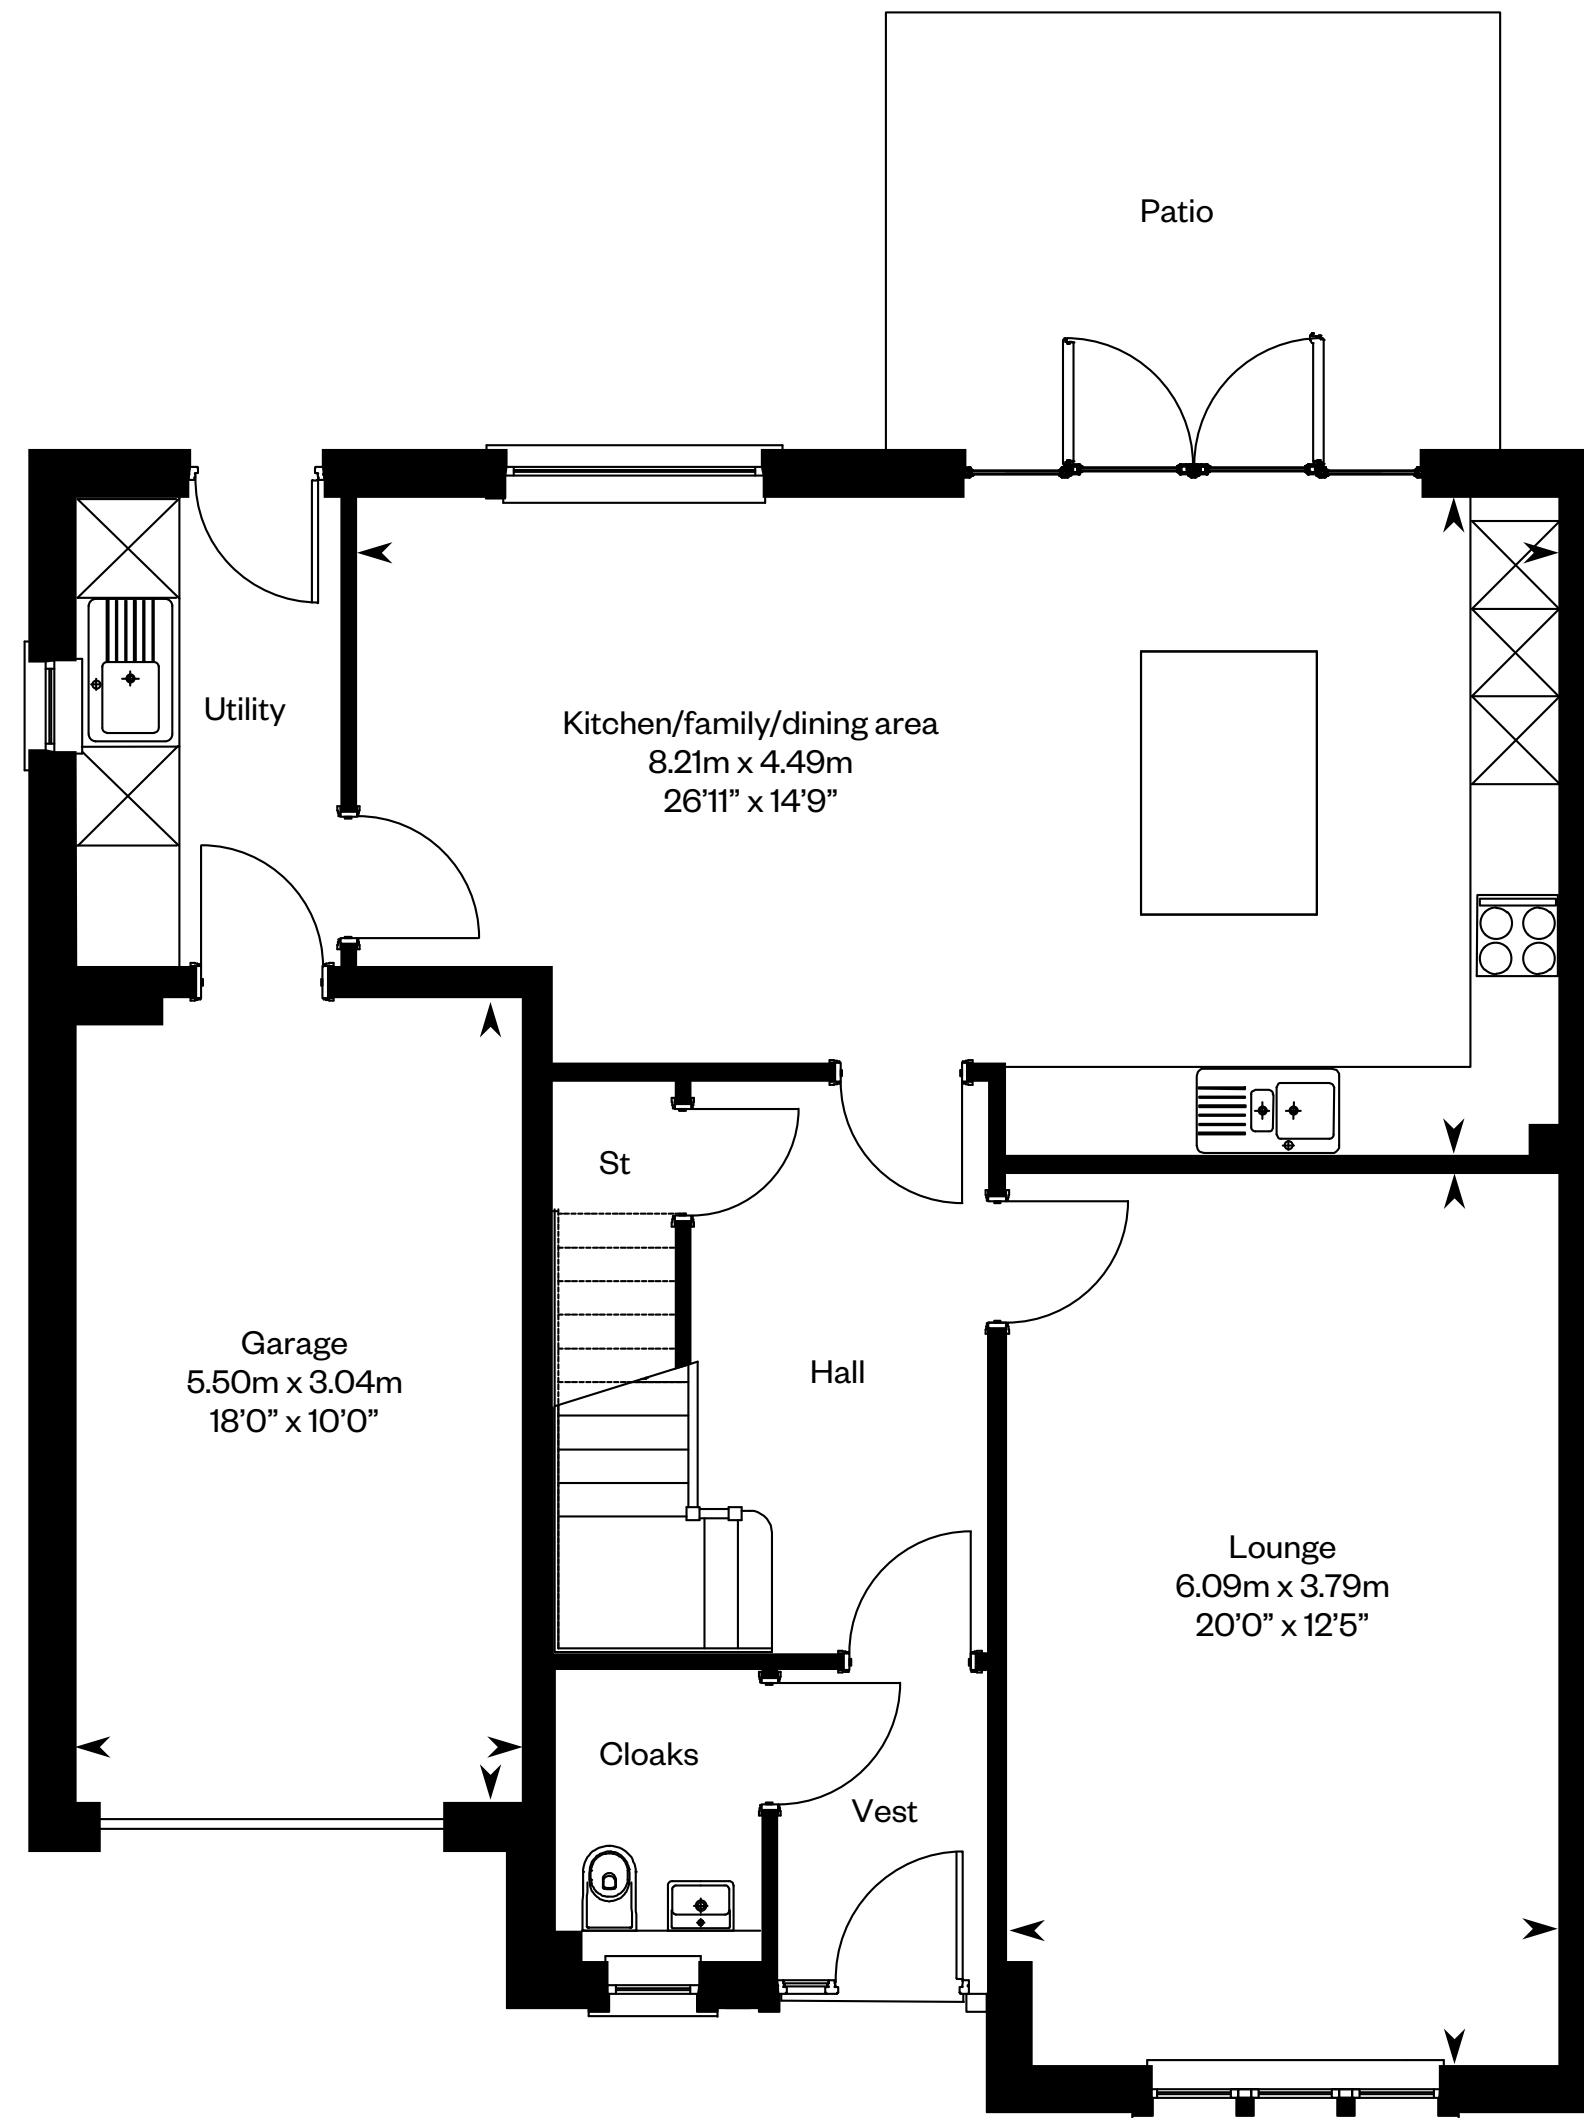 Patio
Utility
Kitchen/family/dining area
8.21m x 4.49m
26’11” x 14’9”
St
Garage
5.50m x 3.04m
18’0” x 10’0”
Hall
Lounge
6.09m x 3.79m
20’0” x 12’5”
Cloaks
Vest